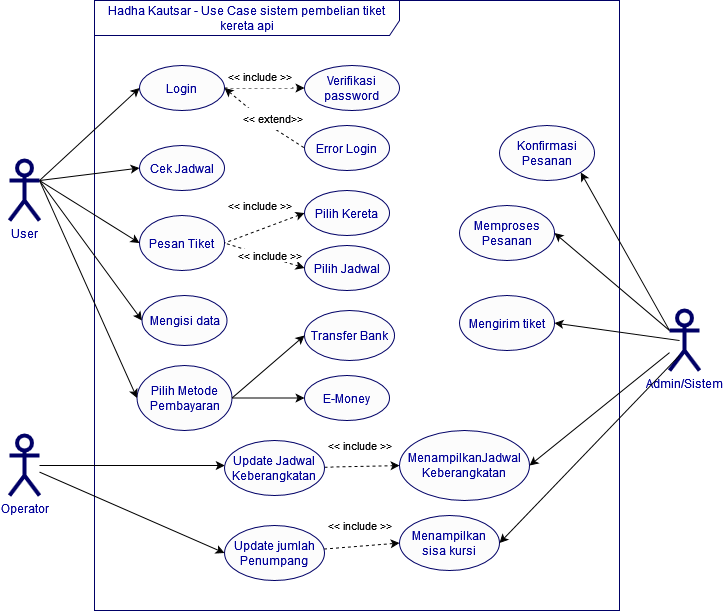 Hadha Kautsar - Use Case sistem pembelian tiket
kereta api
Login
<< include >>
Verifikasi
password
<< extend>>
Error Login
Konfirmasi
Pesanan
User
Cek Jadwal
Pesan Tiket
<< include >>
Pilih Kereta
<< include >>
Pilih Jadwal
Memproses
Pesanan
Mengisi data
Transfer Bank
Mengirim tiket
Admin/Sistem
Pilih Metode
Pembayaran
E-Money
Operator
Update Jadwal
Keberangkatan
<< include >>
MenampilkanJadwal
Keberangkatan
Update jumlah
Penumpang
<< include >>
Menampilkan
sisa kursi